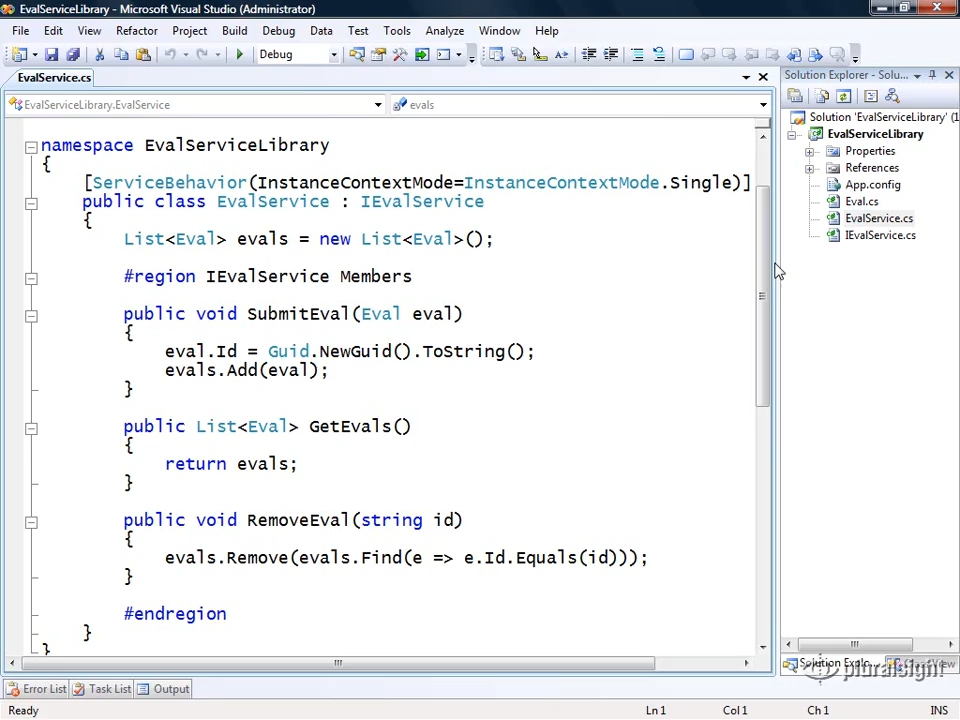 EvalServiceLibrary - Microsoft Visual Studio (Administrator)
File Edit View Refactor Project Build Debug Data Test Tools Analyze Window Help
Debug
EvalService.cs
EvalServiceLibrary.EvalService evals
namespace EvalServiceLibrary
{
[ServiceBehavior(InstanceContextMode=InstanceContextMode.Single)]
public class EvalService : IEvalService
{
List<Eval> evals = new List<Eval>();
#region IEvalService Members
public void SubmitEval(Eval eval)
{
eval.Id = Guid.NewGuid().ToString();
evals.Add(eval);
}
public List<Eval> GetEvals()
{
return evals;
}
public void RemoveEval(string id)
{
evals.Remove(evals.Find(e => e.Id.Equals(id)));
}
#endregion
}
}
Solution Explorer - Solu...
Solution 'EvalServiceLibrary' (1
EvalServiceLibrary
Properties
References
App.config
Eval.cs
EvalService.cs
IEvalService.cs
Solution Explo...
pluralsight
Error List Task List Output
Ready Ln 1 Col 1 Ch 1 INS